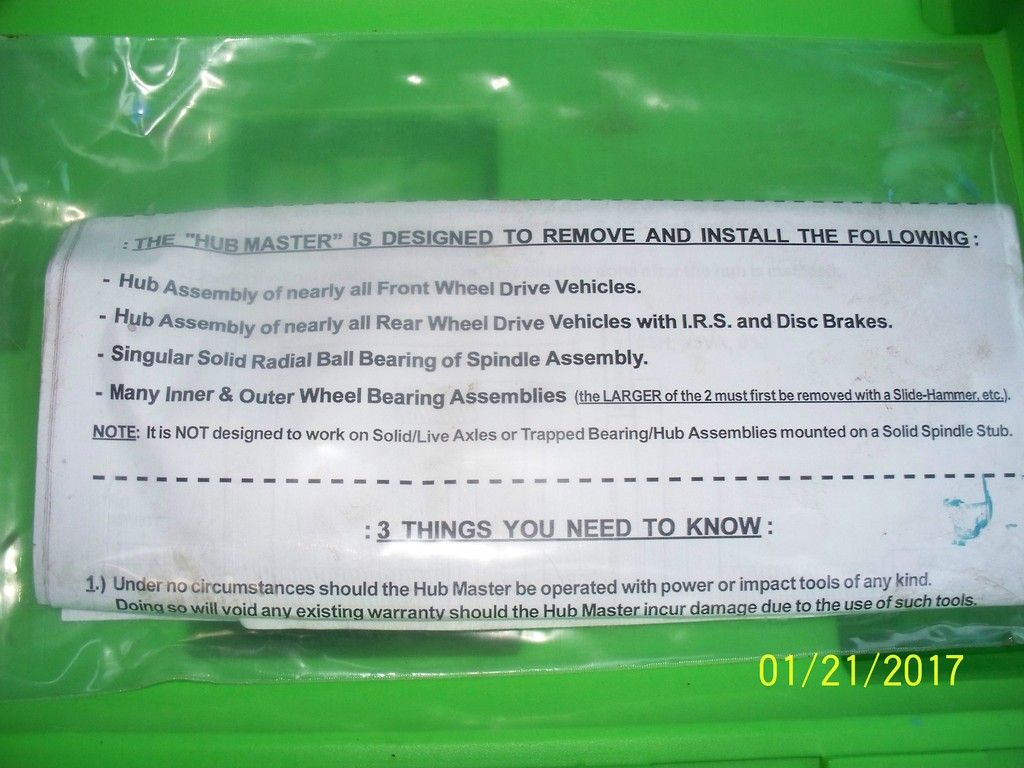 : THE "HUB MASTER" IS DESIGNED TO REMOVE AND INSTALL THE FOLLOWING :
- Hub Assembly of nearly all Front Wheel Drive Vehicles.
- Hub Assembly of nearly all Rear Wheel Drive Vehicles with I.R.S. and Disc Brakes.
- Singular Solid Radial Ball Bearing of Spindle Assembly.
- Many Inner & Outer Wheel Bearing Assemblies (the LARGER of the 2 must first be removed with a Slide-Hammer, etc.).
NOTE: It is NOT designed to work on Solid/Live Axles or Trapped Bearing/Hub Assemblies mounted on a Solid Spindle Stub.
: 3 THINGS YOU NEED TO KNOW :
1.) Under no circumstances should the Hub Master be operated with power or impact tools of any kind.
Doing so will void any existing warranty should the Hub Master incur damage due to the use of such tools.
01/21/2017